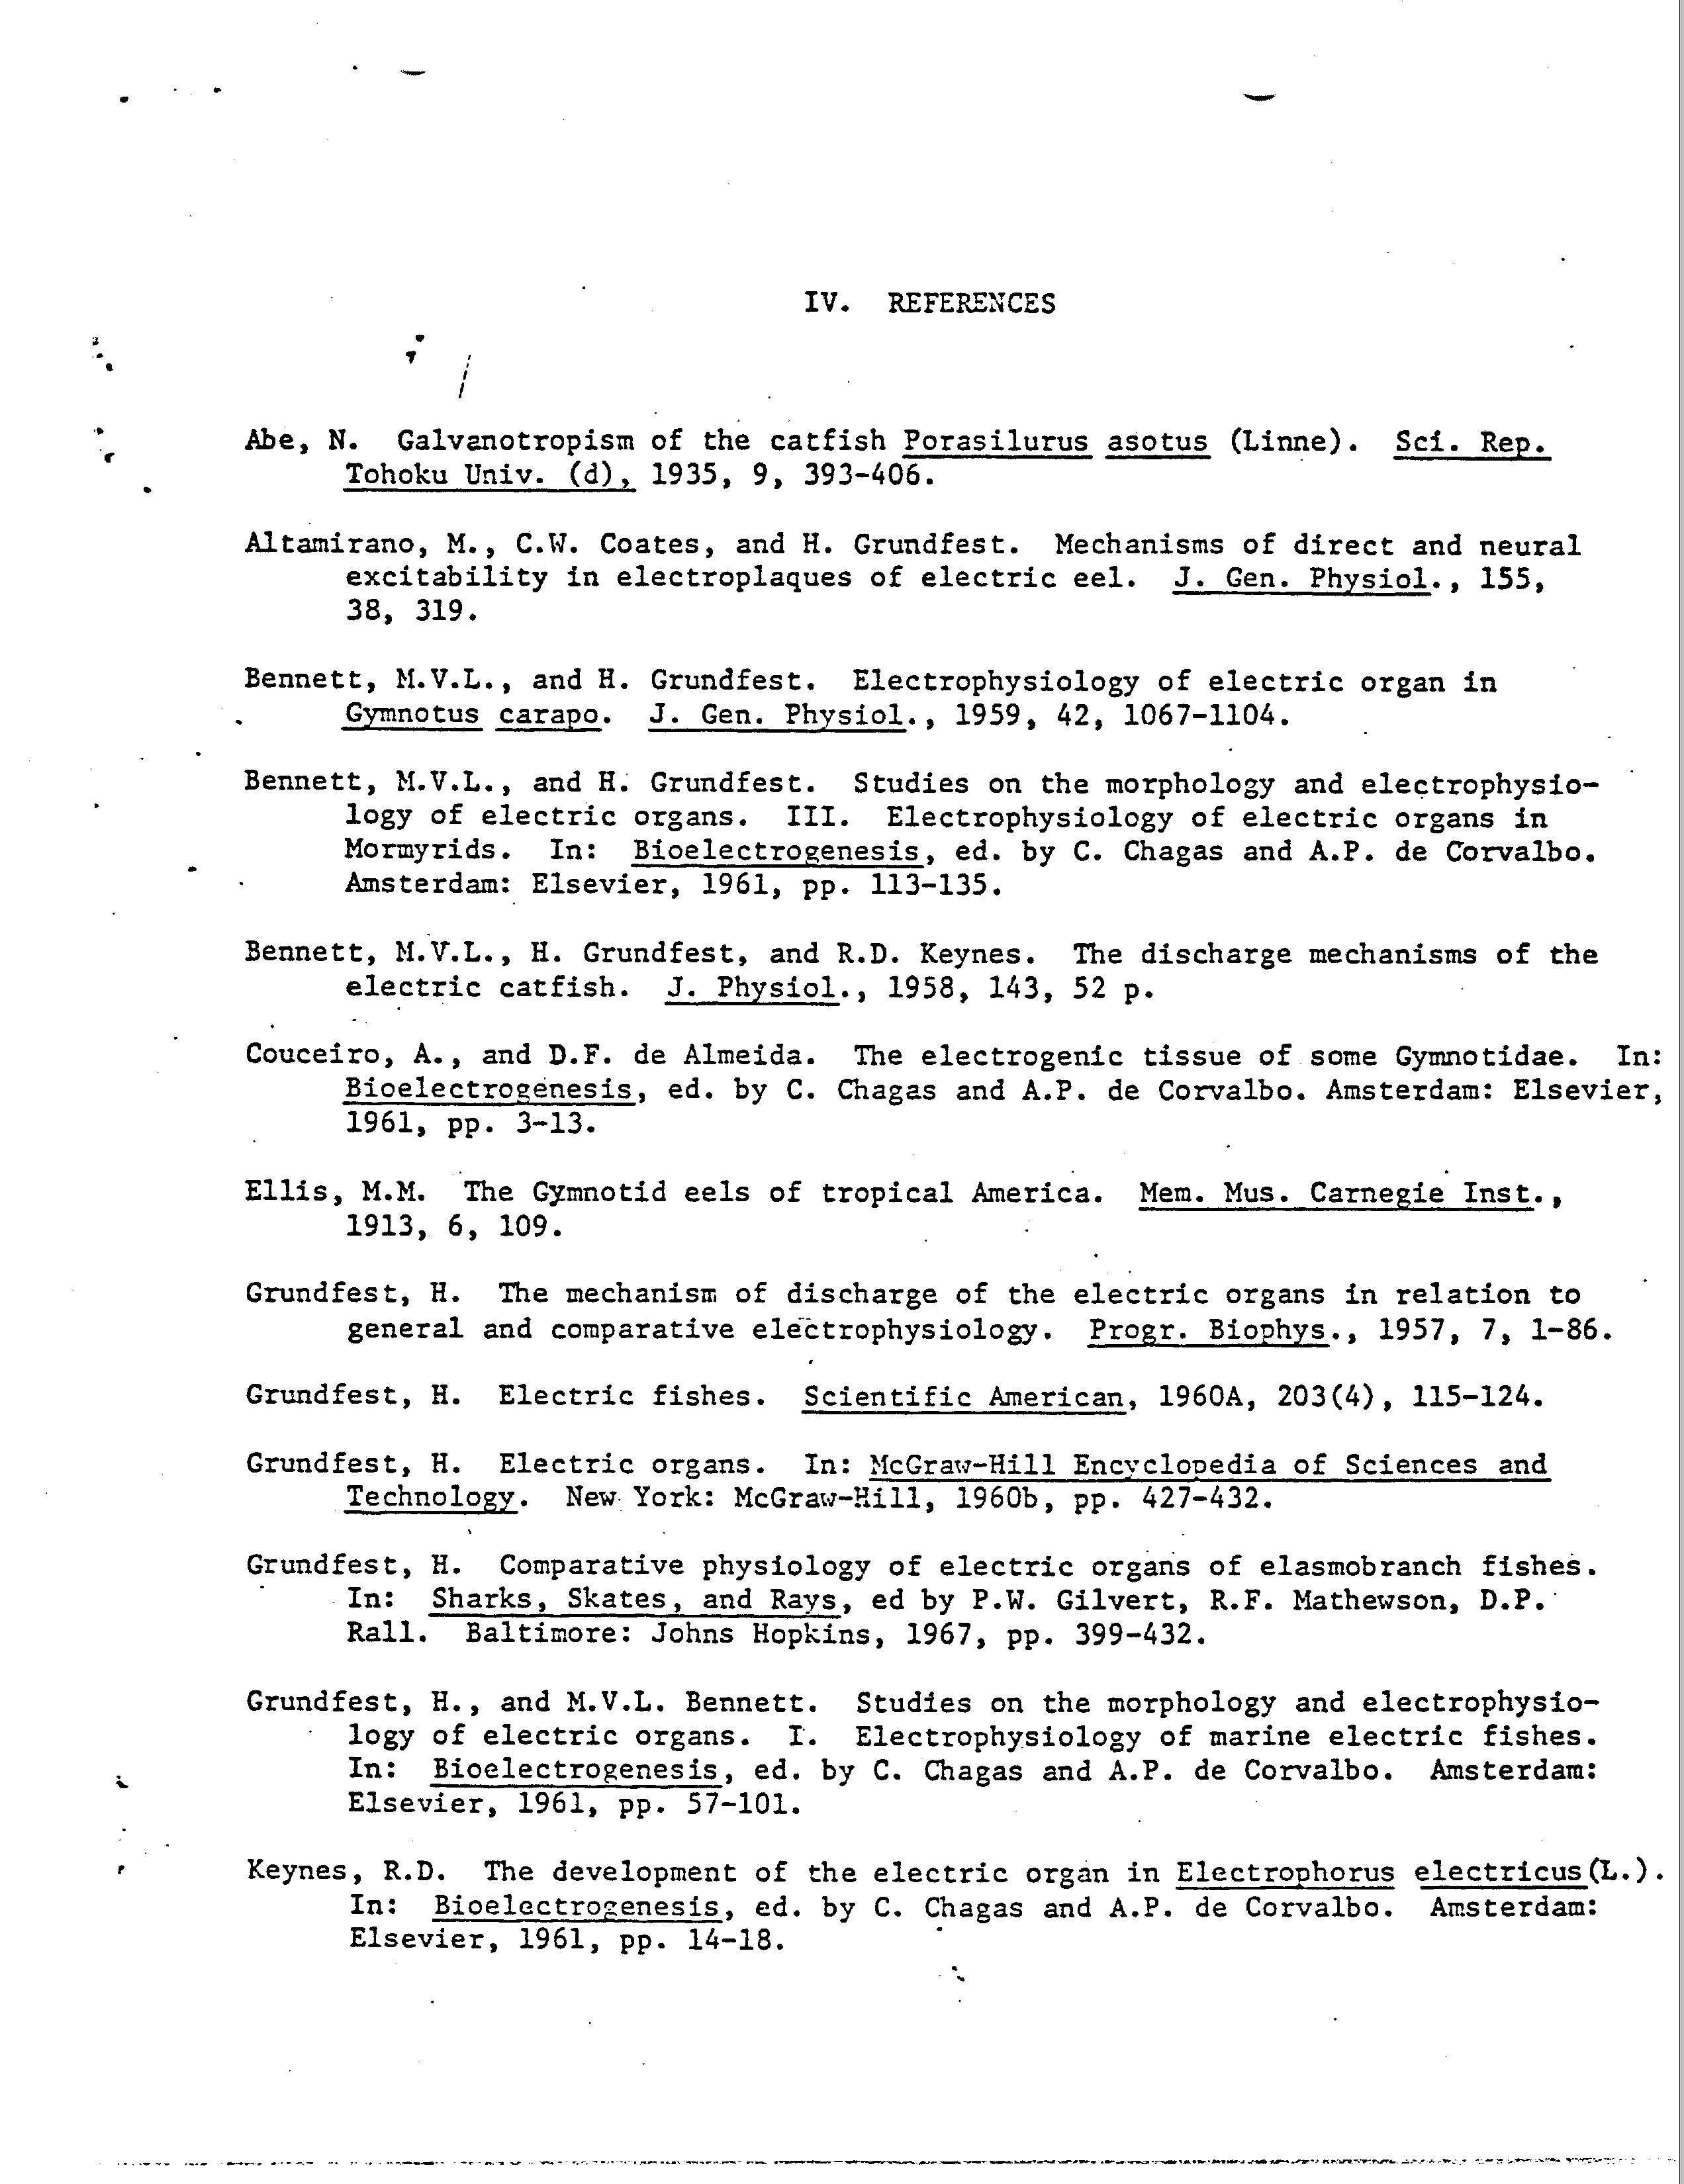 IV. REFERENCES
Abe, N. Galvanotropism of the catfish Porasilurus asotus (Linne). Sci. Rep.
Tohoku Univ. (d), 1935, 9, 393-406.
Altamirano, M., C.W. Coates, and H. Grundfest. Mechanisms of direct and neural
excitability in electroplaques of electric eel. J. Gen. Physiol., 155,
38, 319.
Bennett, M.V.L., and H. Grundfest. Electrophysiology of electric organ in
Gymnotus carapo. J. Gen. Physiol., 1959, 42, 1067-1104.
Bennett, M.V.L., and H. Grundfest. Studies on the morphology and electrophysio-
logy of electric organs. III. Electrophysiology of electric organs in
Mormyrids. In: Bioelectrogenesis, ed. by C. Chagas and A.P. de Corvalbo.
Amsterdam: Elsevier, 1961, pp. 113-135.
Bennett, M.V.L., H. Grundfest, and R.D. Keynes. The discharge mechanisms of the
electric catfish. J. Physiol., 1958, 143, 52 p.
Couceiro, A., and D.F. de Almeida. The electrogenic tissue of some Gymnotidae. In:
Bioelectrogenesis, ed. by C. Chagas and A.P. de Corvalbo. Amsterdam: Elsevier,
1961, pp. 3-13.
Ellis, M.M. The Gymnotid eels of tropical America. Mem. Mus. Carnegie Inst.,
1913, 6, 109.
Grundfest, H. The mechanism of discharge of the electric organs in relation to
general and comparative electrophysiology. Progr. Biophys., 1957, 7, 1-86.
Grundfest, H. Electric fishes. Scientific American, 1960A, 203(4), 115-124.
Grundfest, H. Electric organs. In: McGraw-Hill Encyclopedia of Sciences and
Technology. New York: McGraw-Hill, 1960b, pp. 427-432.
Grundfest, H. Comparative physiology of electric organs of elasmobranch fishes.
In: Sharks, Skates, and Rays, ed by P.W. Gilvert, R.F. Mathewson, D.P.
Rall. Baltimore: Johns Hopkins, 1967, pp. 399-432.
Grundfest, H., and M.V.L. Bennett. Studies on the morphology and electrophysio-
logy of electric organs. I. Electrophysiology of marine electric fishes.
In: Bioelectrogenesis, ed. by C. Chagas and A.P. de Corvalbo. Amsterdam:
Elsevier, 1961, pp. 57-101.
Keynes, R.D. The development of the electric organ in Electrophorus electricus(L.).
In: Bioelectrogenesis, ed. by C. Chagas and A.P. de Corvalbo. Amsterdam:
Elsevier, 1961, pp. 14-18.